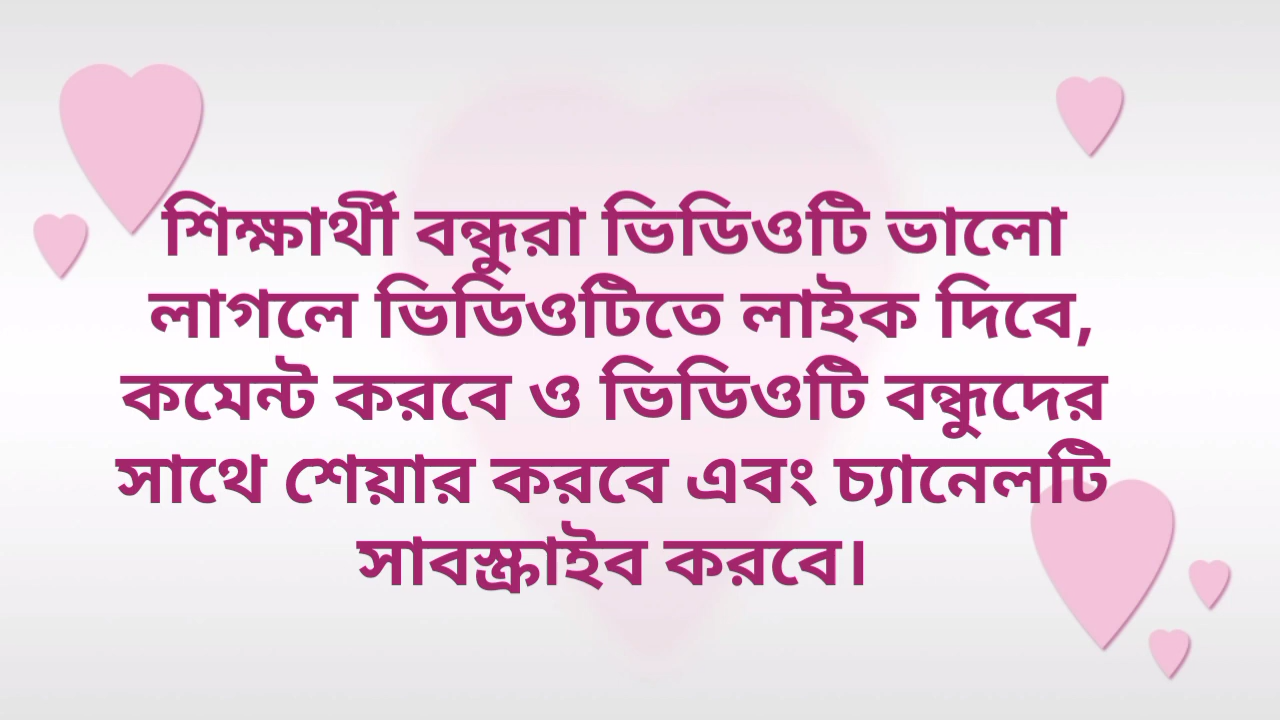 শিক্ষার্থী বন্ধুরা ভিডিওটি ভালো
লাগলে ভিডিওটিতে লাইক দিবে,
কমেন্ট করবে ও ভিডিওটি বন্ধুদের
সাথে শেয়ার করবে এবং চ্যানেলটি
সাবস্ক্রাইব করবে।